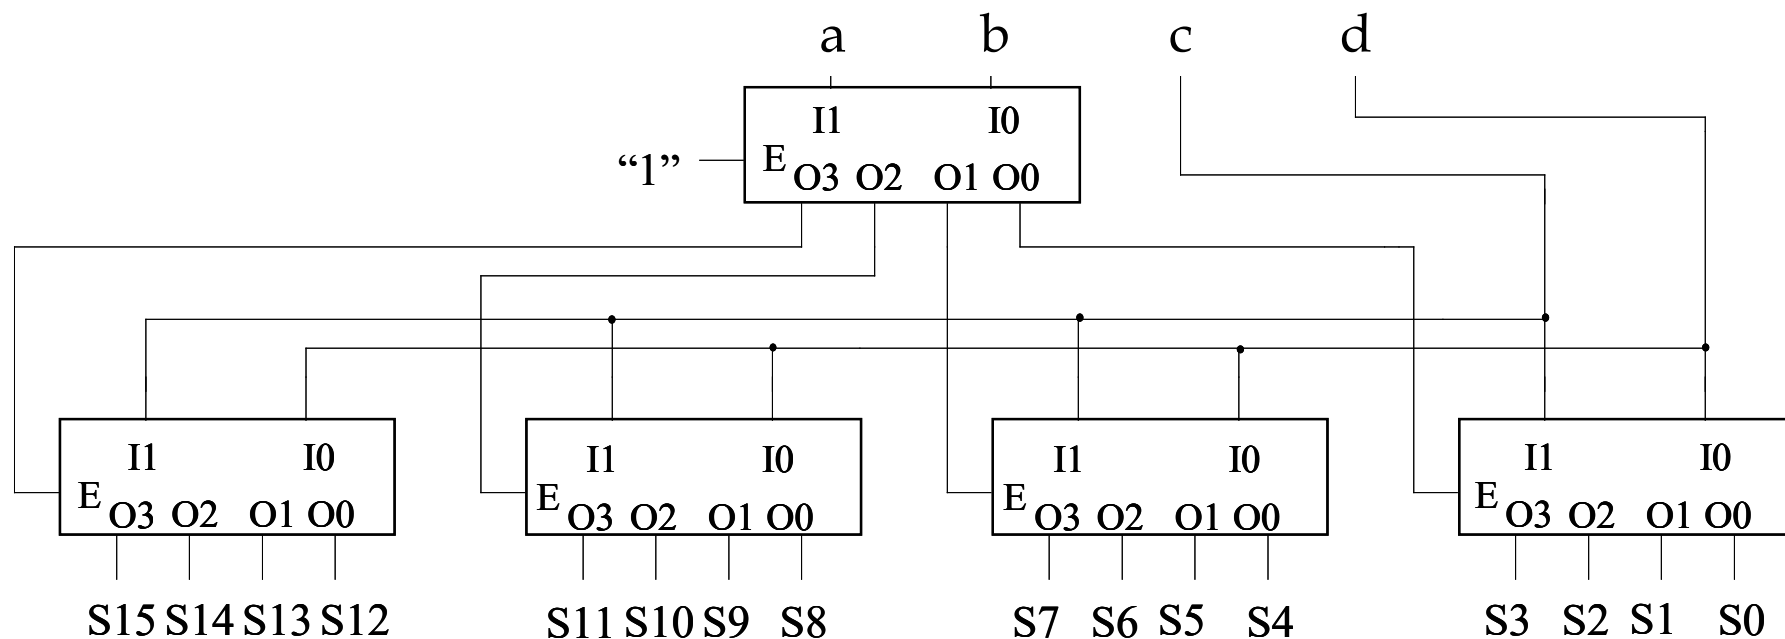 a b c d
I1 I0
“1” E O3 O2 O1 O0
I1 I0 I1 I0 I1 I0 I1 I0
E O3 O2 O1 O0 E O3 O2 O1 O0 E O3 O2 O1 O0 E O3 O2 O1 O0
S15 S14 S13 S12 S11 S10 S9 S8 S7 S6 S5 S4 S3 S2 S1 S0